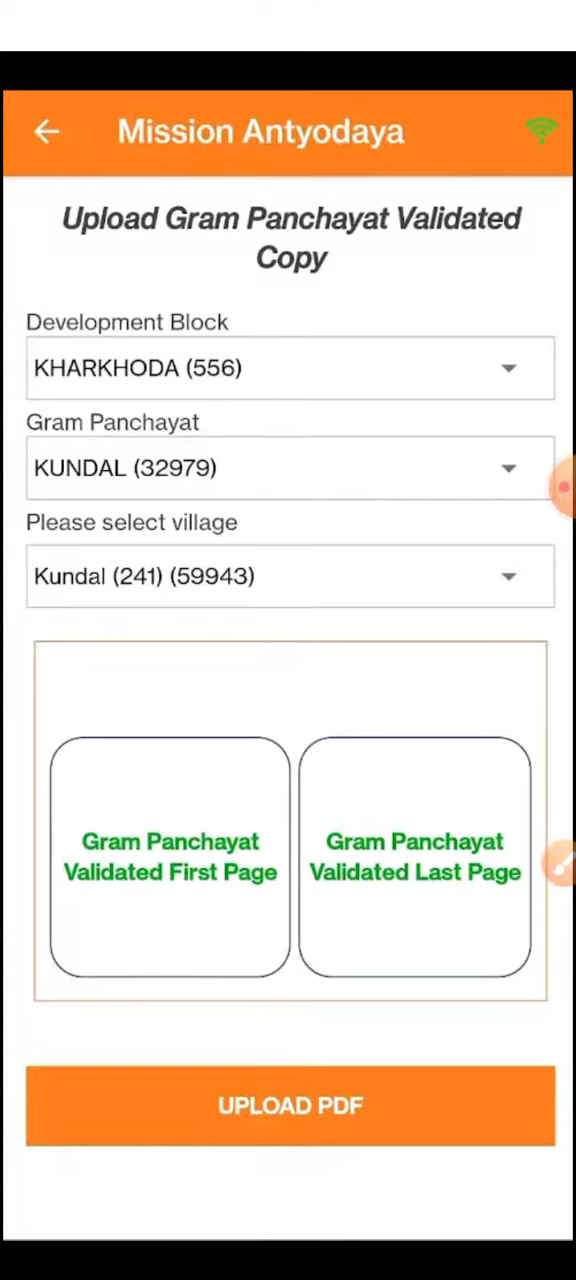 Mission Antyodaya
Upload Gram Panchayat Validated
Copy
Development Block
KHARKHODA (556)
Gram Panchayat
KUNDAL (32979)
Please select village
Kundal (241) (59943)
Gram Panchayat
Validated First Page
Gram Panchayat
Validated Last Page
UPLOAD PDF